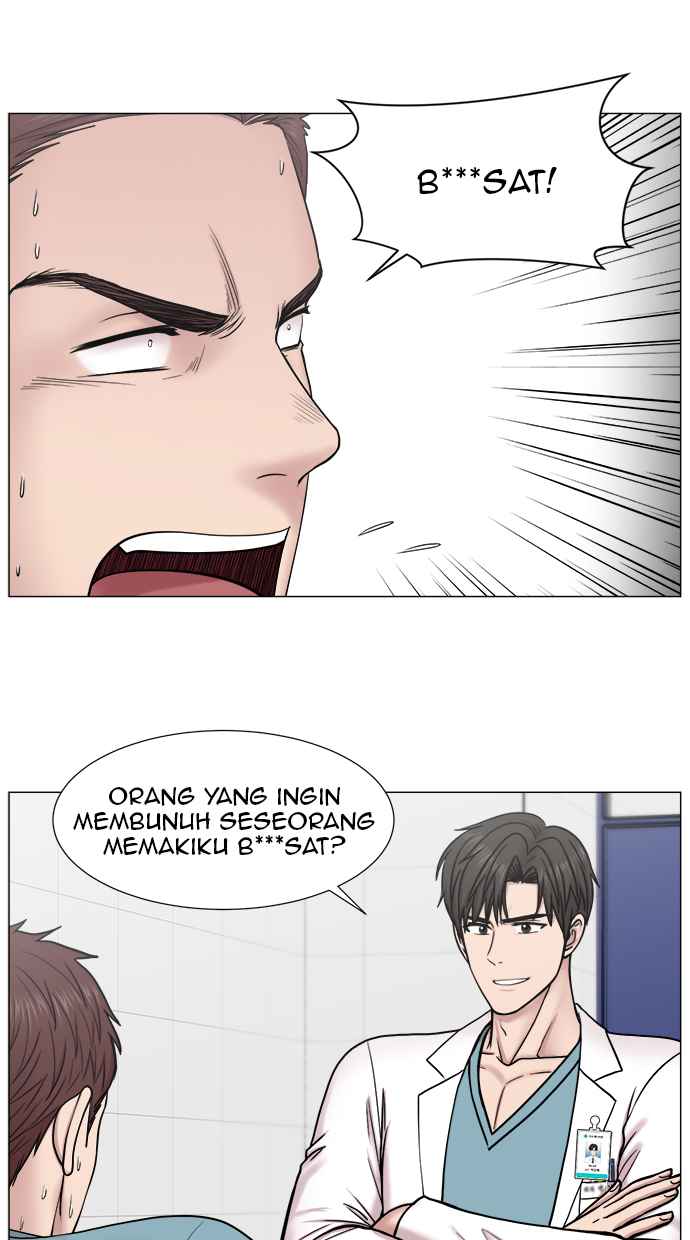 B***SAT!
ORANG YANG INGIN
MEMBUNUH SESEORANG
MEMAKIKU B***SAT?